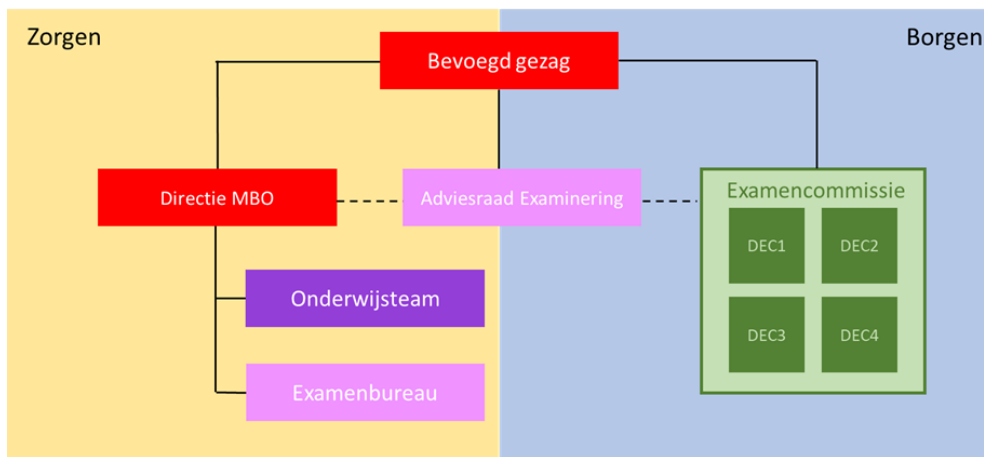 Zorgen
Borgen
Bevoegd gezag
Directie MBO
Adviesraad Examinering
Examencommissie
DEC1
DEC2
DEC3
DEC4
Onderwijsteam
Examenbureau